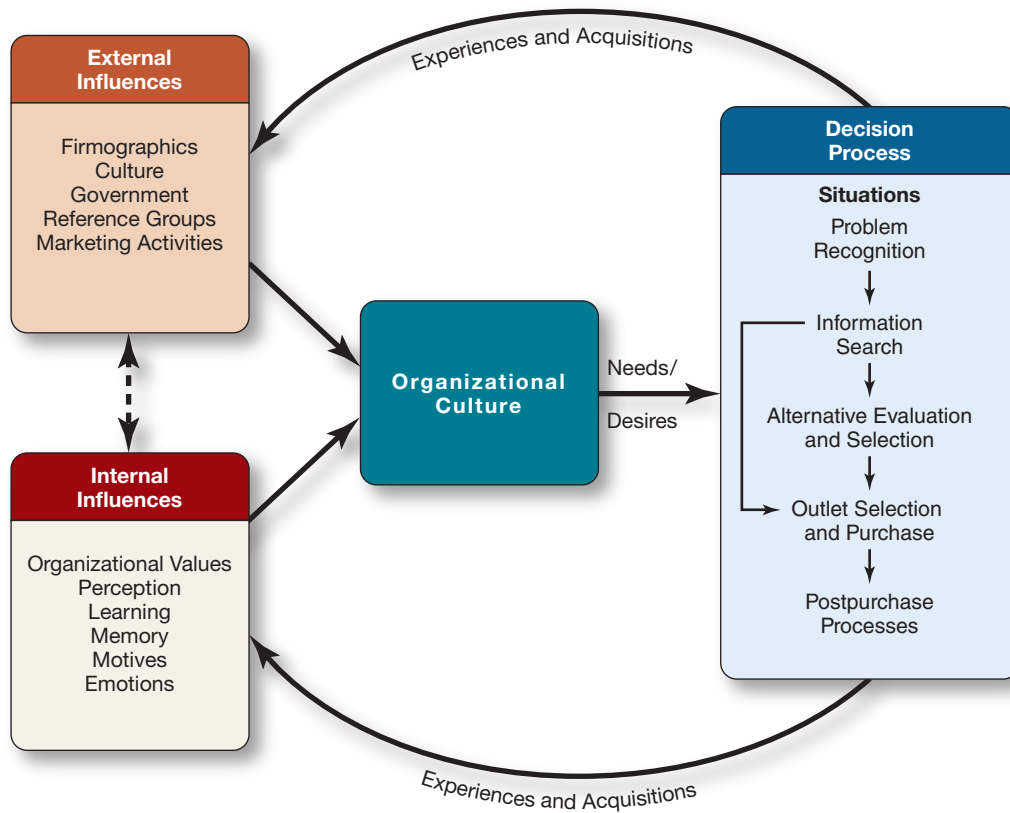 External
Influences
Firmographics
Culture
Government
Reference Groups
Marketing Activities
Internal
Influences
Organizational Values
Perception
Learning
Memory
Motives
Emotions
Experiences and Acquisitions
Organizational
Culture
Needs/
Desires
Experiences and Acquisitions
Decision
Process
Situations
Problem
Recognition
Information
Search
Alternative Evaluation
and Selection
Outlet Selection
and Purchase
Postpurchase
Processes